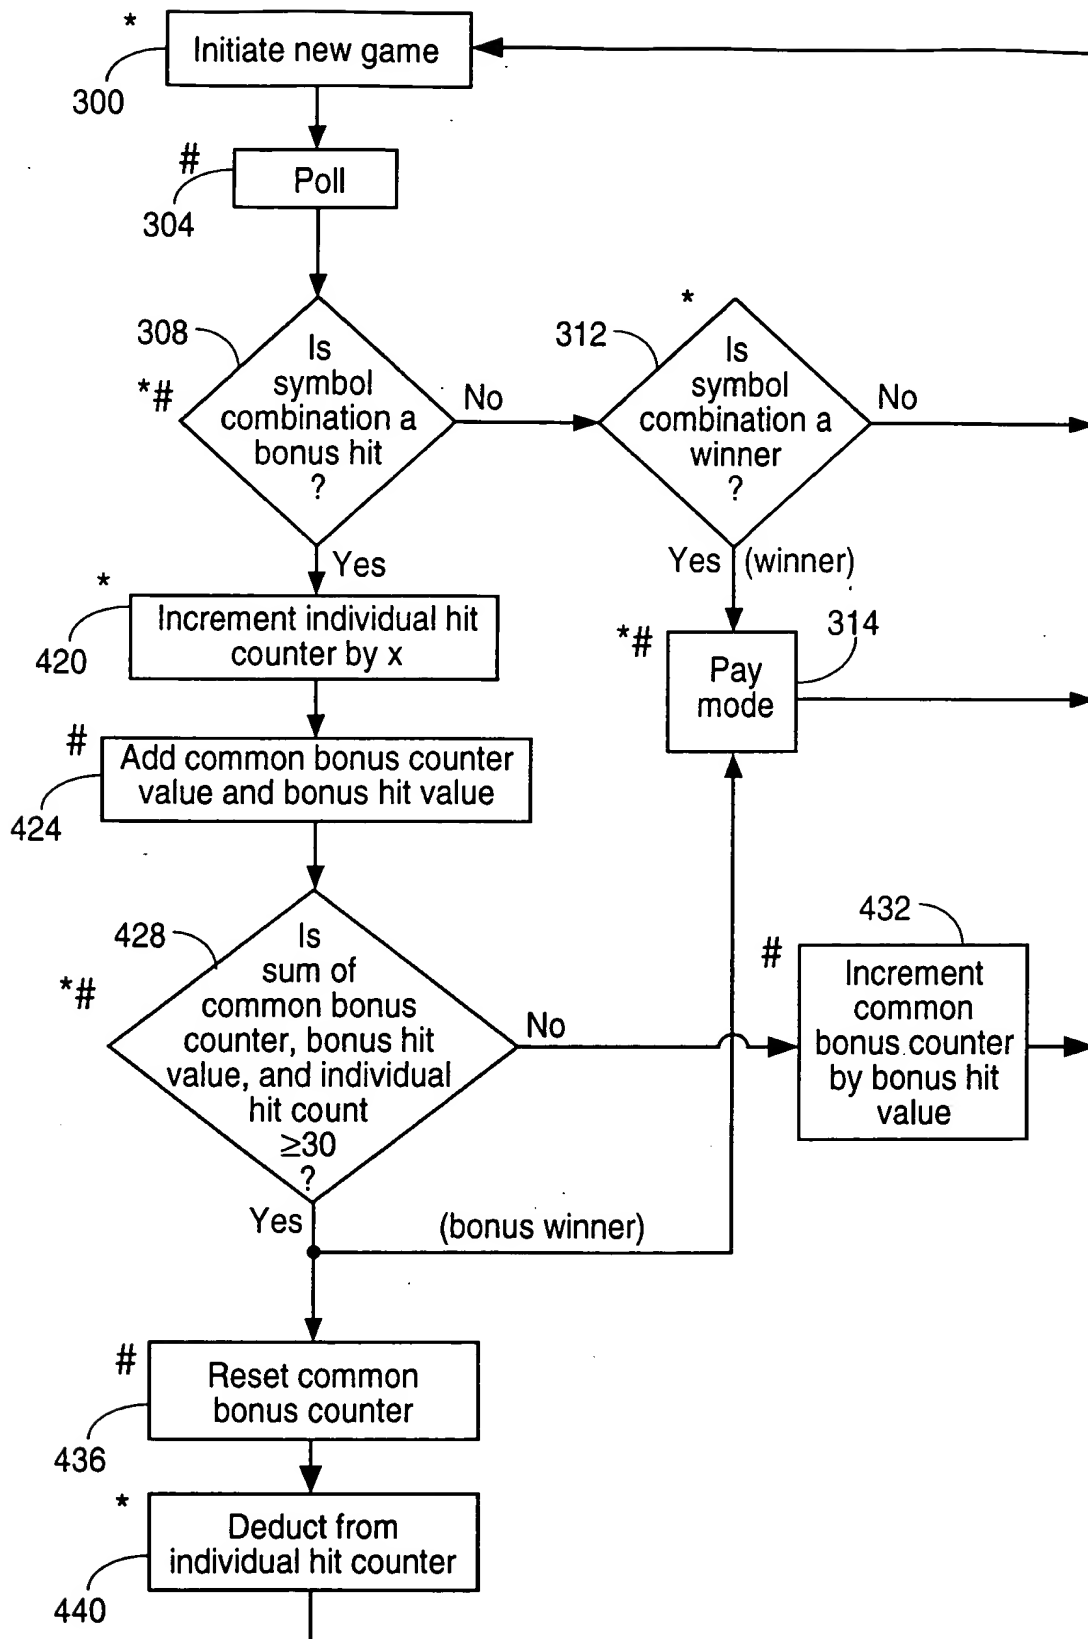 *
Initiate new game
300
#
Poll
304
308
*#
Is
symbol
combination a
bonus hit
?
No
*
312
Is
symbol
combination a
winner
?
No
Yes
Yes (winner)
*
Increment individual hit
counter by x
420
*#
314
Pay
mode
#
Add common bonus counter
value and bonus hit value
424
428
*#
Is
sum of
common bonus
counter, bonus hit
value, and individual
hit count
≥30
?
No
432
#
Increment
common
bonus counter
by bonus hit
value
Yes
(bonus winner)
#
Reset common
bonus counter
436
*
Deduct from
individual hit counter
440